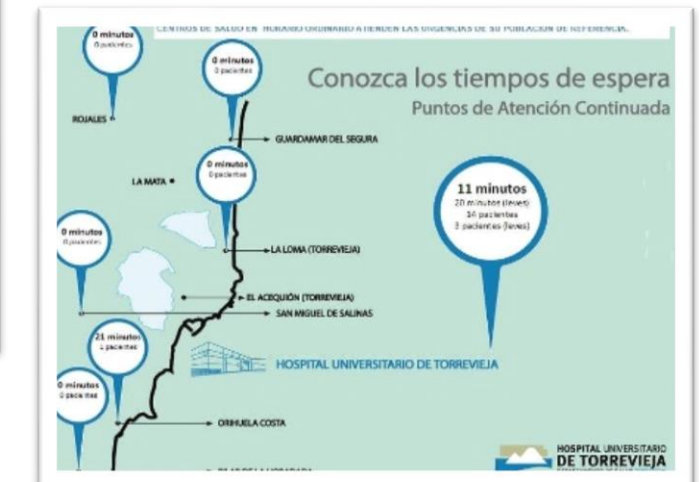 CENTROS DE SALUD EN HORARIO ORDINARIO ATIENDEN LAS URGENCIAS DE SU POBLACIÓN DE REFERENCIA.
0 minutos
0 pacientes
0 minutos
0 pacientes
Conozca los tiempos de espera
Puntos de Atención Continuada
ROJALES
GUARDAMAR DEL SEGURA
0 minutos
0 pacientes
LA MATA
11 minutos
20 minutos (leves)
14 pacientes
3 pacientes (leves)
0 minutos
0 pacientes
LA LOMA (TORREVIEJA)
EL ACEQUIÓN (TORREVIEJA)
SAN MIGUEL DE SALINAS
21 minutos
1 pacientes
HOSPITAL UNIVERSITARIO DE TORREVIEJA
0 minutos
0 pacientes
ORIHUELA COSTA
HOSPITAL UNIVERSITARIO
DE TORREVIEJA